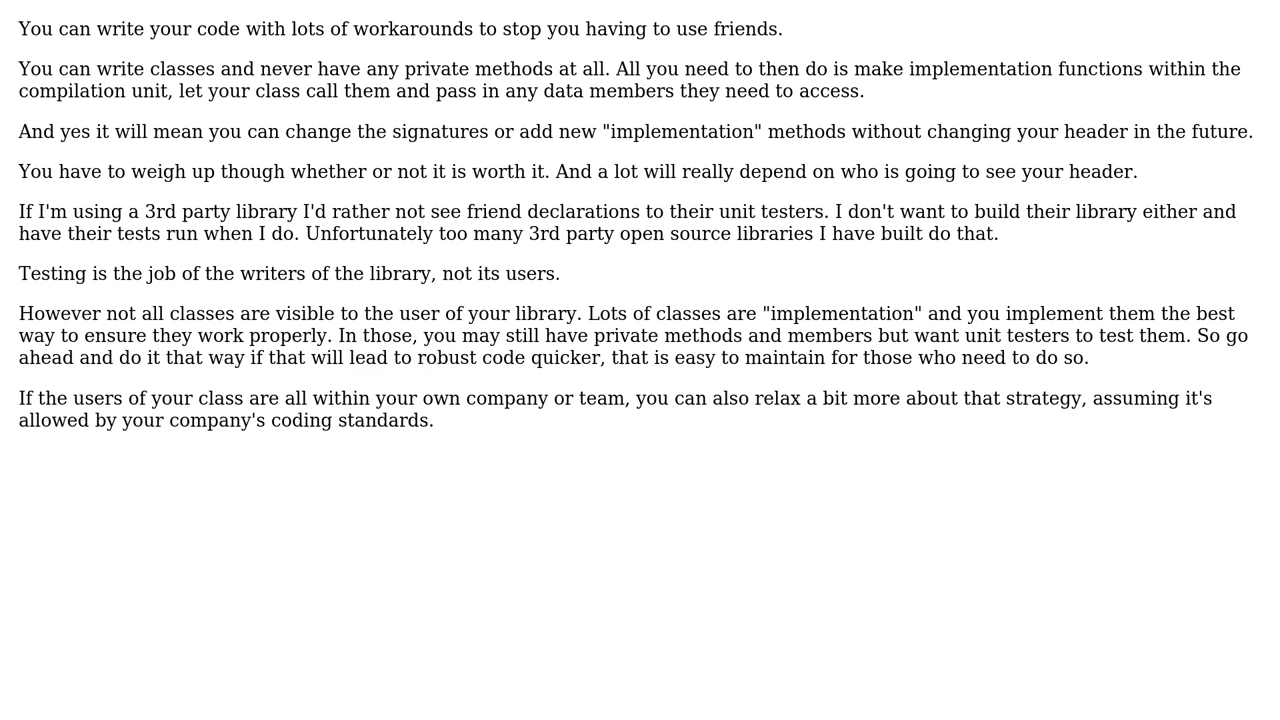 You can write your code with lots of workarounds to stop you having to use friends.
You can write classes and never have any private methods at all. All you need to then do is make implementation functions within the
compilation unit, let your class call them and pass in any data members they need to access.
And yes it will mean you can change the signatures or add new "implementation" methods without changing your header in the future.
You have to weigh up though whether or not it is worth it. And a lot will really depend on who is going to see your header.
If I'm using a 3rd party library I'd rather not see friend declarations to their unit testers. I don't want to build their library either and
have their tests run when I do. Unfortunately too many 3rd party open source libraries I have built do that.
Testing is the job of the writers of the library, not its users.
However not all classes are visible to the user of your library. Lots of classes are "implementation" and you implement them the best
way to ensure they work properly. In those, you may still have private methods and members but want unit testers to test them. So go
ahead and do it that way if that will lead to robust code quicker, that is easy to maintain for those who need to do so.
If the users of your class are all within your own company or team, you can also relax a bit more about that strategy, assuming it's
allowed by your company's coding standards.